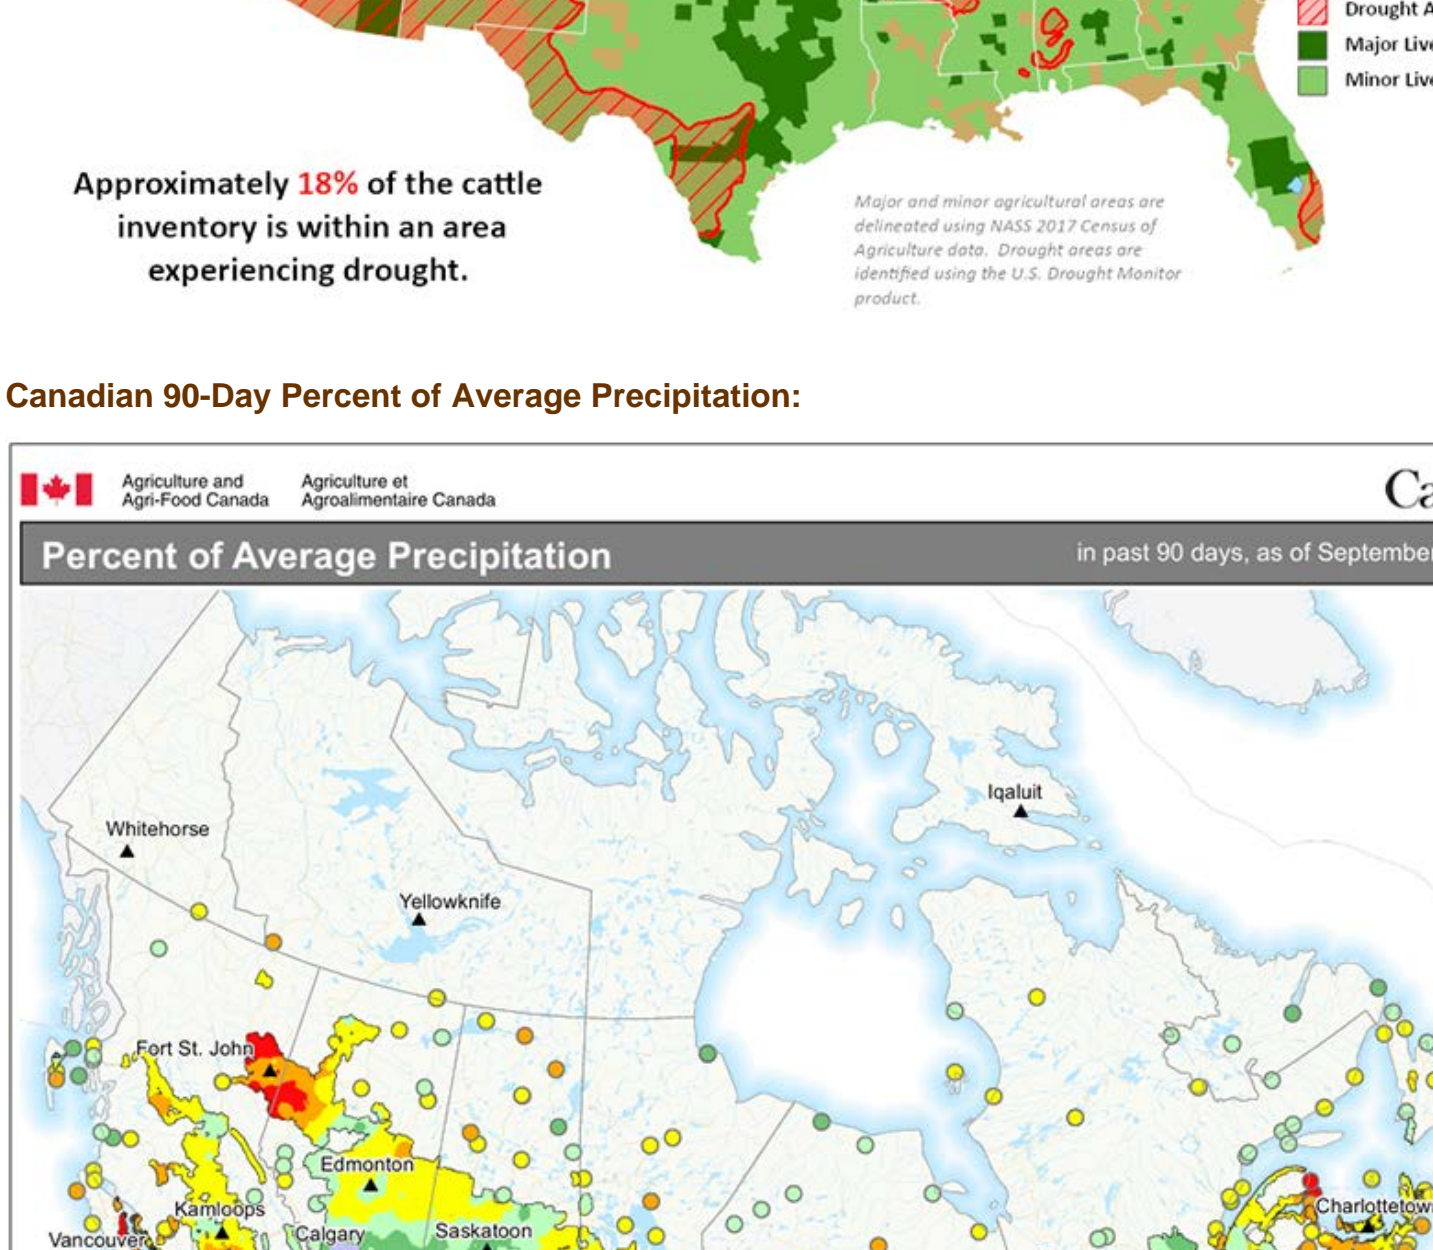 Drought A
Major Live
Minor Live
Approximately 18% of the cattle
inventory is within an area
experiencing drought.
Major and minor agricultural areas are
delineated using NASS 2017 Census of
Agriculture data. Drought areas are
identified using the U.S. Drought Monitor
product.
Canadian 90-Day Percent of Average Precipitation:
Agriculture and
Agri-Food Canada
Agriculture et
Agroalimentaire Canada
Ca
Percent of Average Precipitation
in past 90 days, as of September
Iqaluit
Whitehorse
Yellowknife
Fort St. John
Edmonton
Kamloops
Charlottetow
Vancouver
Calgary
Saskatoon